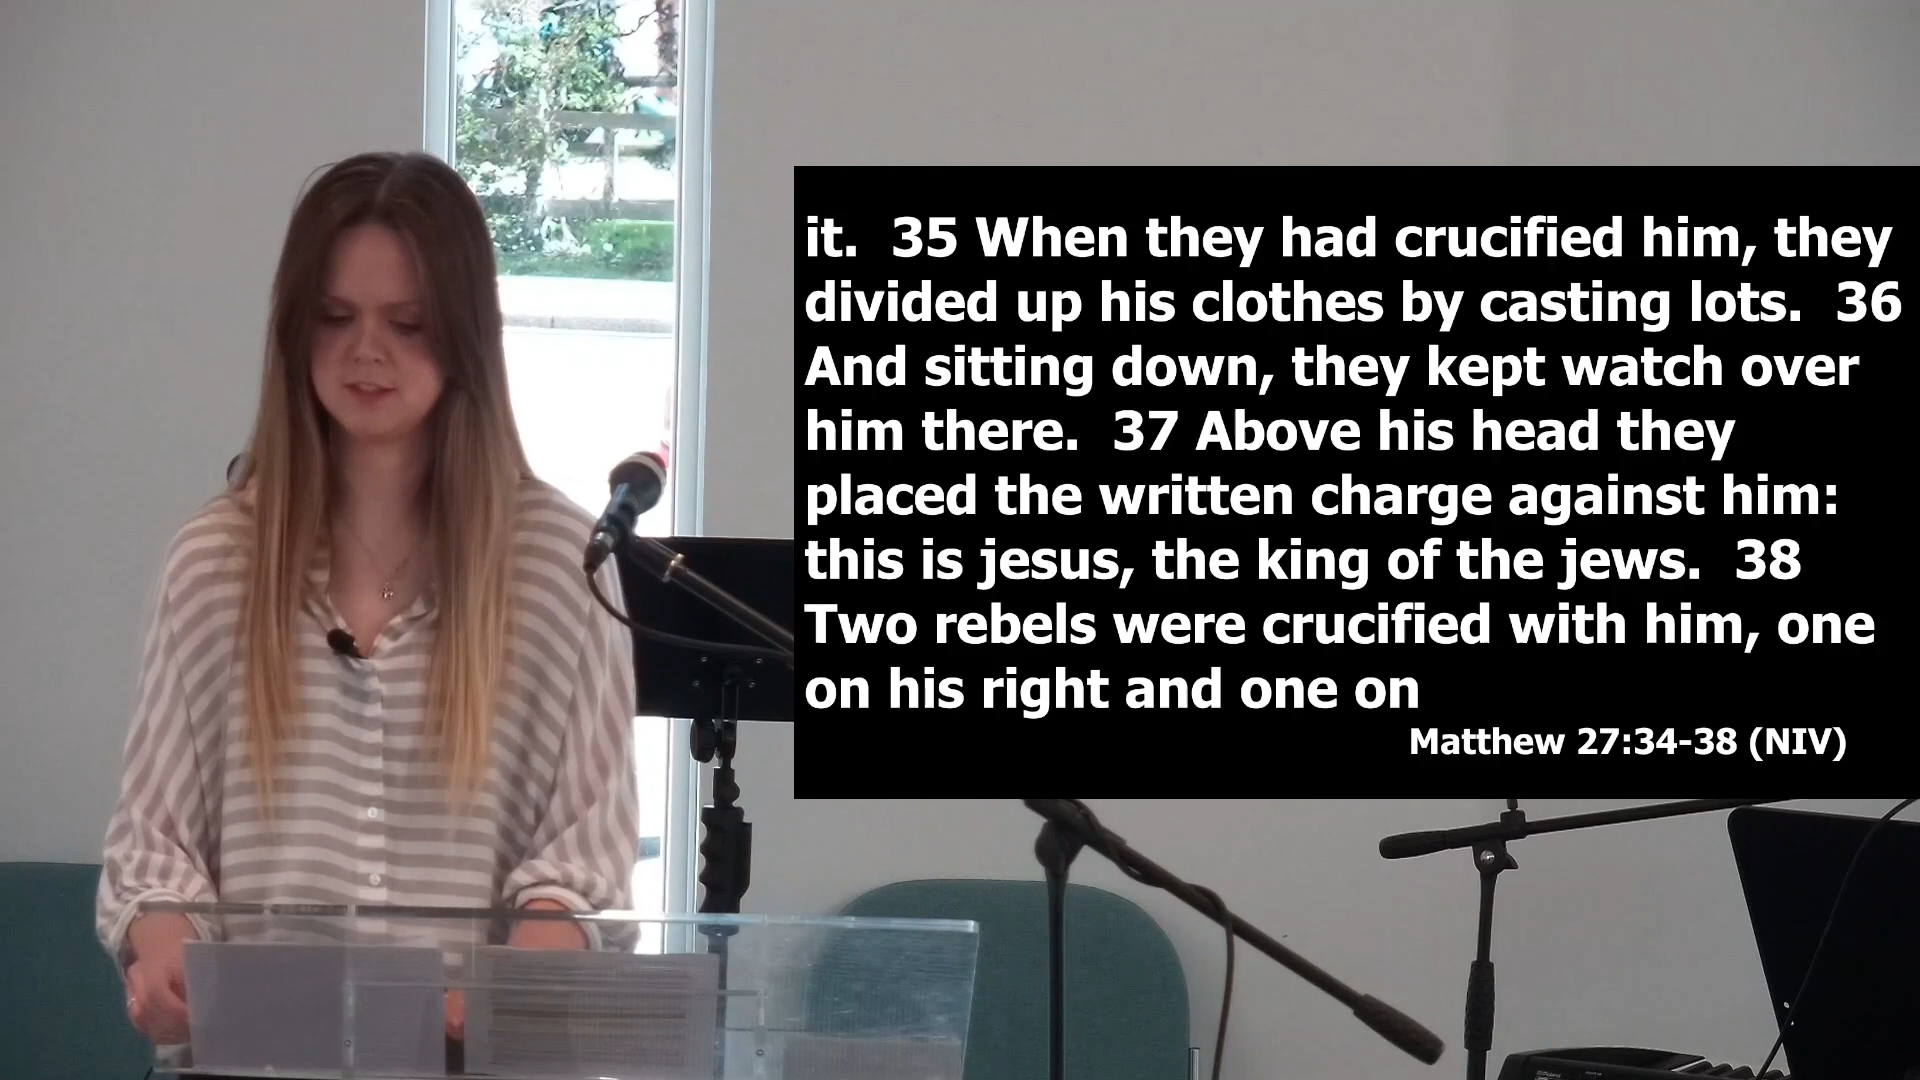 it.  35 When they had crucified him, they
divided up his clothes by casting lots.  36
And sitting down, they kept watch over
him there.  37 Above his head they
placed the written charge against him:
this is jesus, the king of the jews.  38
Two rebels were crucified with him, one
on his right and one on
Matthew 27:34-38 (NIV)